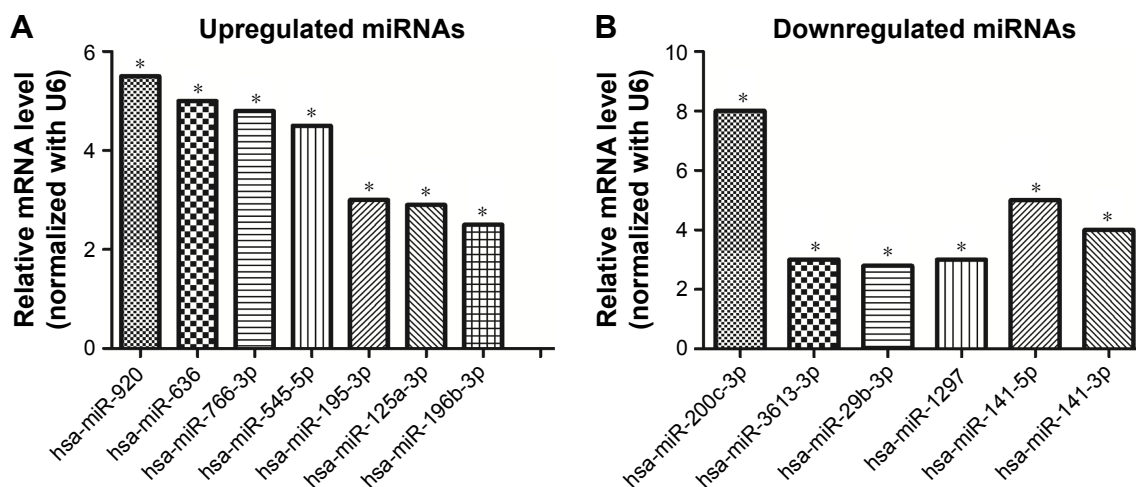 A
Upregulated miRNAs
Relative mRNA level
(normalized with U6)
6
4
2
0
*
*
*
*
*
*
*
hsa-miR-920
hsa-miR-636
hsa-miR-766-3p
hsa-miR-545-5p
hsa-miR-195-3p
hsa-miR-125a-3p
hsa-miR-196b-3p
B
Downregulated miRNAs
Relative mRNA level
(normalized with U6)
10
8
6
4
2
0
*
*
*
*
*
*
hsa-miR-200c-3p
hsa-miR-3613-3p
hsa-miR-29b-3p
hsa-miR-1297
hsa-miR-141-5p
hsa-miR-141-3p